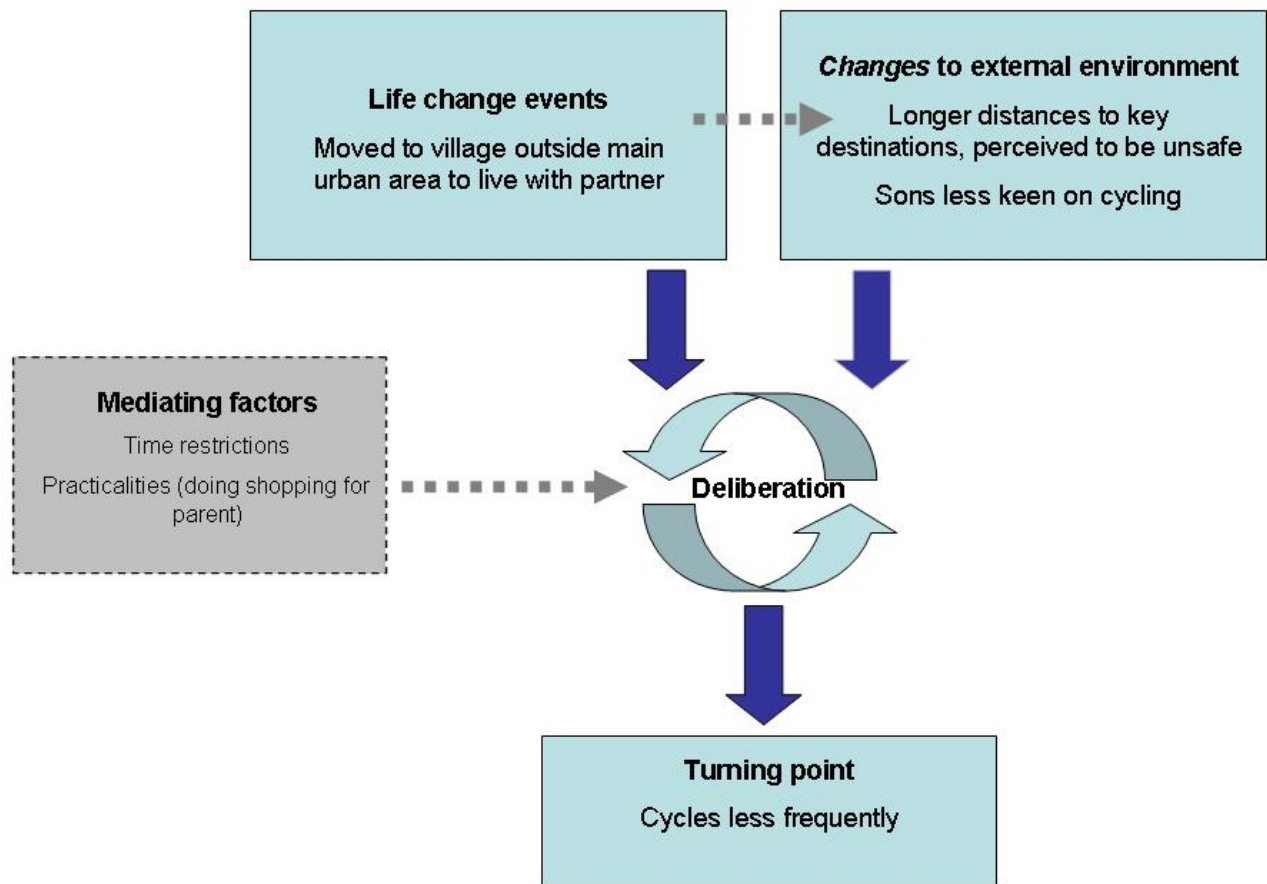 Life change events
Moved to village outside main
urban area to live with partner
Changes to external environment
Longer distances to key
destinations, perceived to be unsafe
Sons less keen on cycling
Mediating factors
Time restrictions
Practicalities (doing shopping for
parent)
Deliberation
Turning point
Cycles less frequently